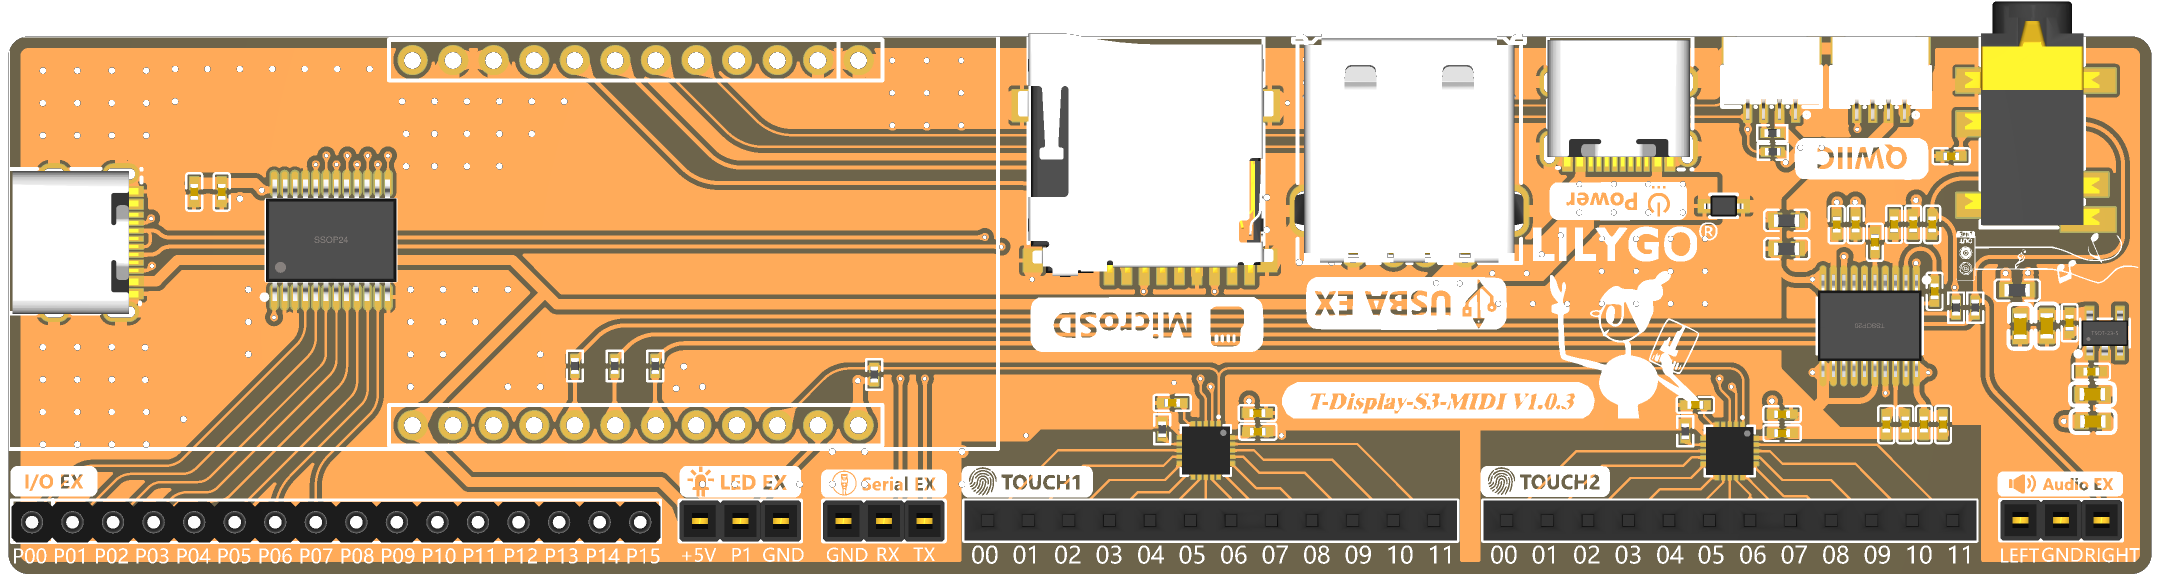 SSOP24
QWIIC
Power
LILYGO®
USBA EX
MicroSD
T-Display-S3-MIDI V1.0.3
I/O EX
LED EX
Serial EX
TOUCH1
TOUCH2
Audio EX
P00 P01 P02 P03 P04 P05 P06 P07 P08 P09 P10 P11 P12 P13 P14 P15
+5V P1 GND
GND RX TX
00 01 02 03 04 05 06 07 08 09 10 11
00 01 02 03 04 05 06 07 08 09 10 11
LEFT GND RIGHT